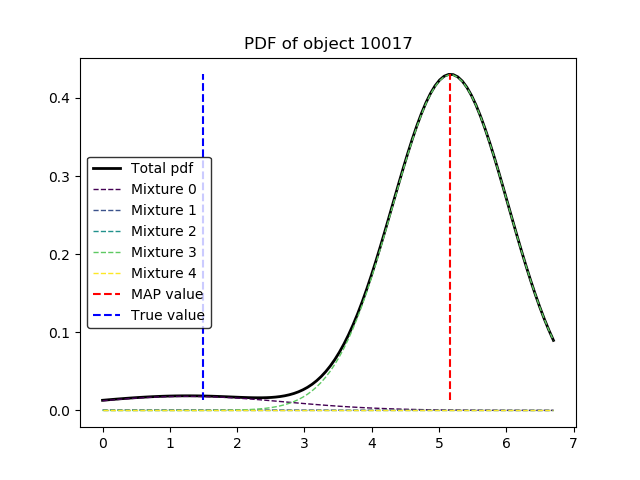 PDF of object 10017
0.4
0.3
0.2
0.1
0.0
Total pdf
Mixture 0
Mixture 1
Mixture 2
Mixture 3
Mixture 4
MAP value
True value
0 1 2 3 4 5 6 7